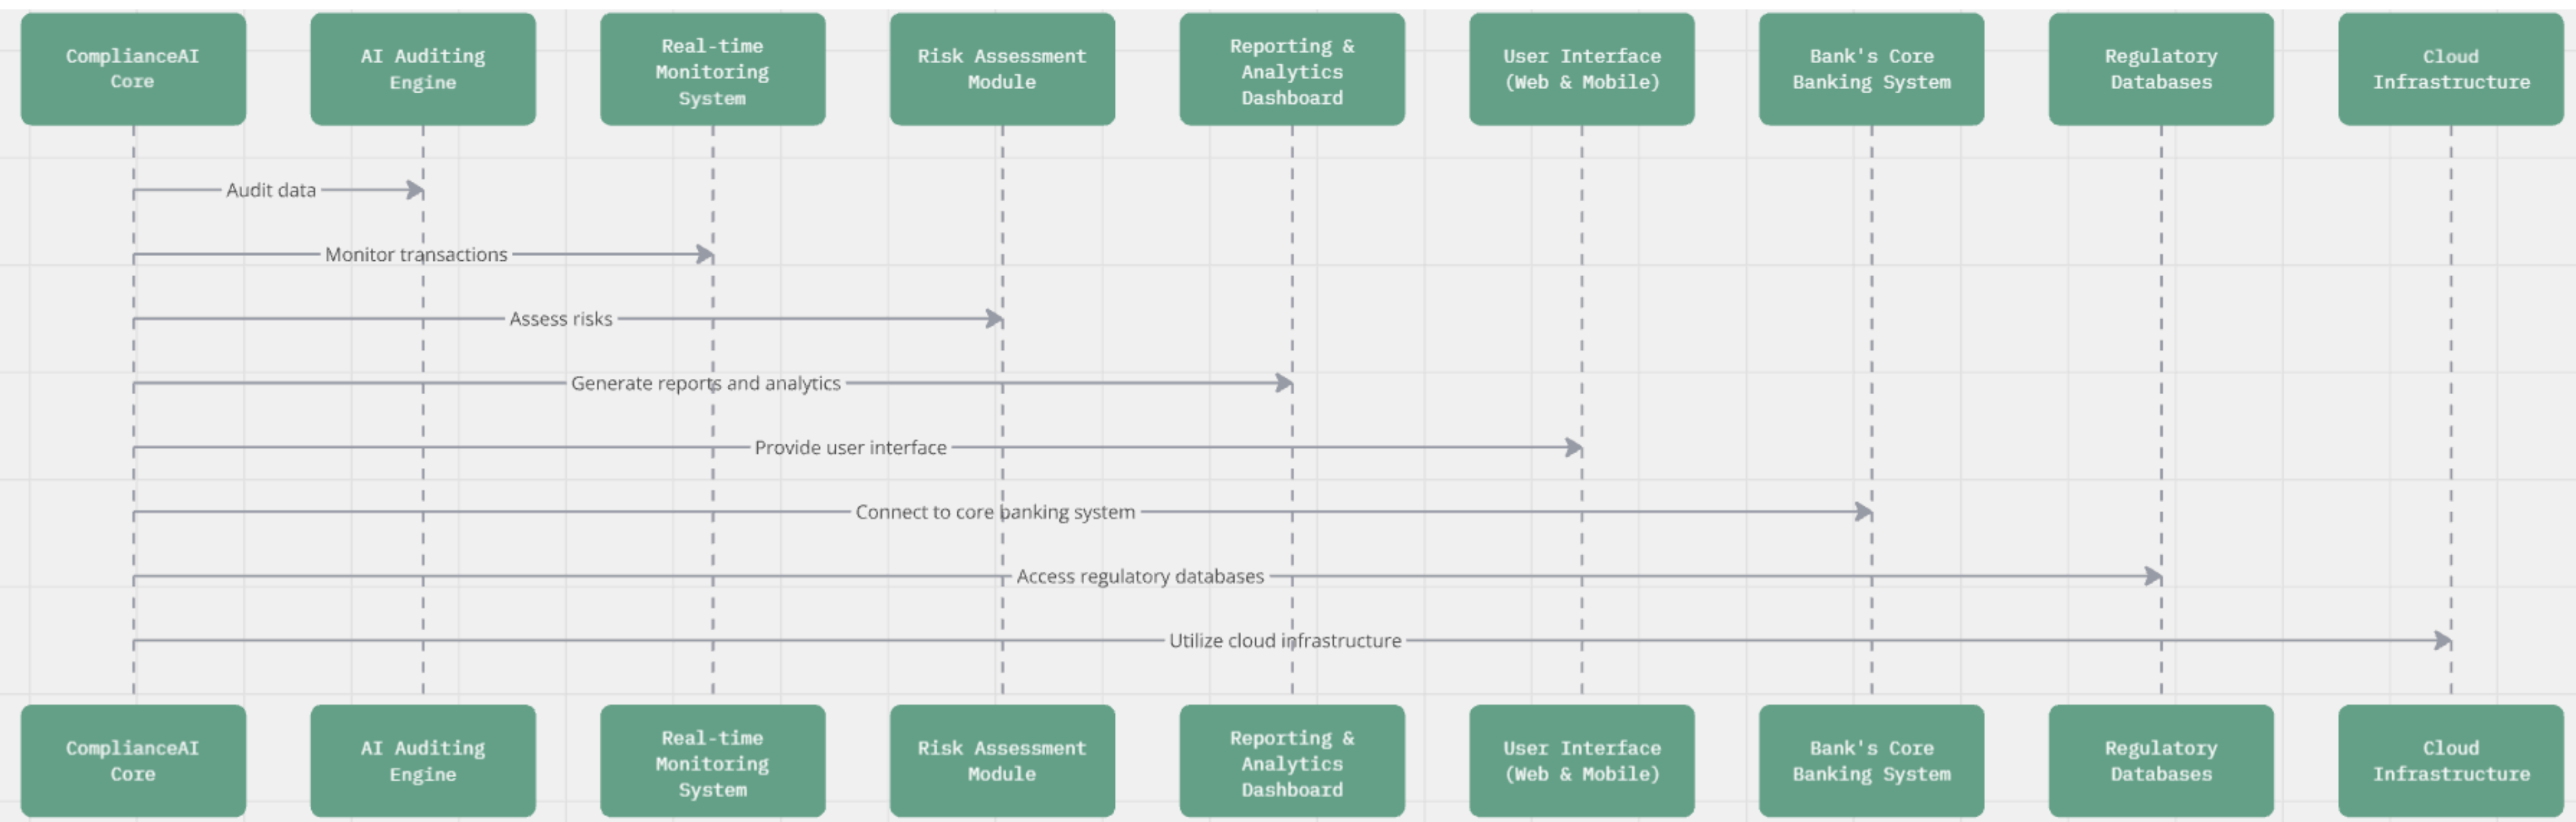 ComplianceAI
Core
AI Auditing
Engine
Real-time
Monitoring
System
Risk Assessment
Module
Reporting &
Analytics
Dashboard
User Interface
(Web & Mobile)
Bank's Core
Banking System
Regulatory
Databases
Cloud
Infrastructure
Audit data
Monitor transactions
Assess risks
Generate reports and analytics
Provide user interface
Connect to core banking system
Access regulatory databases
Utilize cloud infrastructure
ComplianceAI
Core
AI Auditing
Engine
Real-time
Monitoring
System
Risk Assessment
Module
Reporting &
Analytics
Dashboard
User Interface
(Web & Mobile)
Bank's Core
Banking System
Regulatory
Databases
Cloud
Infrastructure